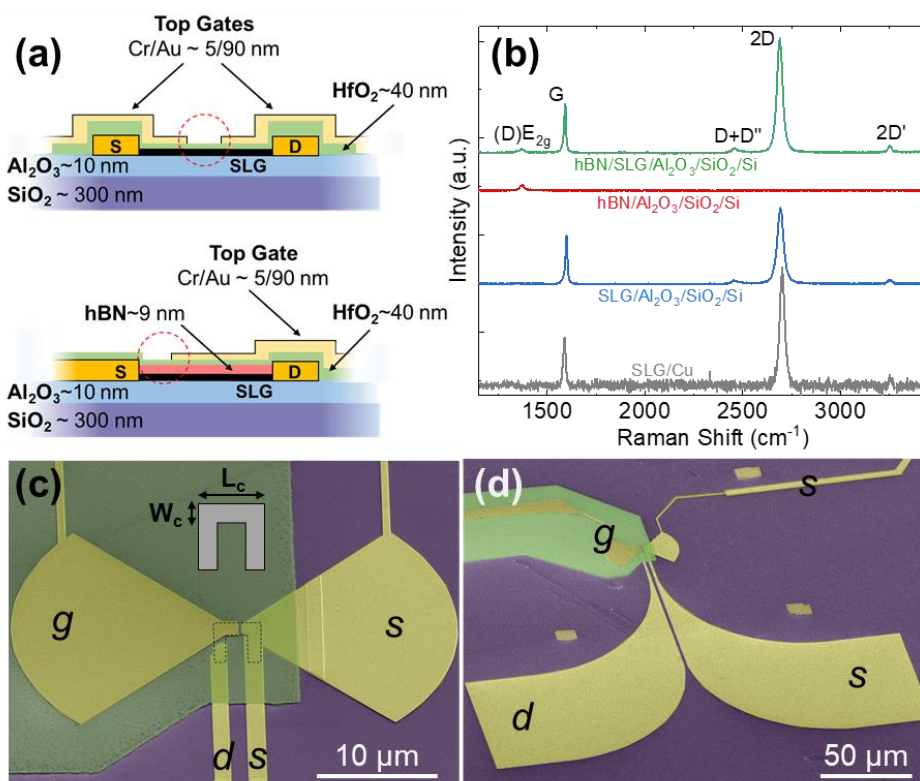 (a)
Top Gates
Cr/Au ~ 5/90 nm
HfO₂~40 nm
S
D
Al₂O₃~10 nm
SLG
SiO₂ ~ 300 nm
Top Gate
Cr/Au ~ 5/90 nm
hBN~9 nm
HfO₂~40 nm
S
D
Al₂O₃~10 nm
SLG
SiO₂ ~ 300 nm
(b)
2D
G
(D)E₂g
D+D"
2D'
hBN/SLG/Al₂O₃/SiO₂/Si
hBN/Al₂O₃/SiO₂/Si
SLG/Al₂O₃/SiO₂/Si
SLG/Cu
Intensity (a.u.)
1500 2000 2500 3000
Raman Shift (cm⁻¹)
(c)
L_c
W_c
g
s
d s
10 µm
(d)
s
g
d
s
50 µm